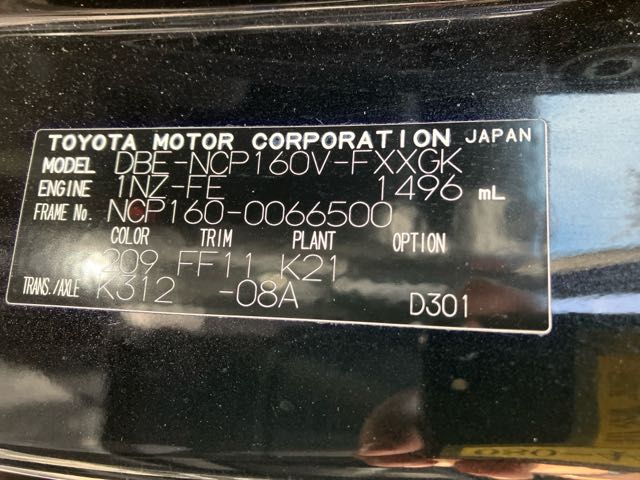 TOYOTA MOTOR CORPORATION JAPAN
MODEL DBE-NCP160V-FXXGK
ENGINE 1NZ-FE 1496 mL
FRAME No. NCP160-0066500
COLOR TRIM PLANT OPTION
209 FF11 K21
TRANS./AXLE K312 -08A
D301